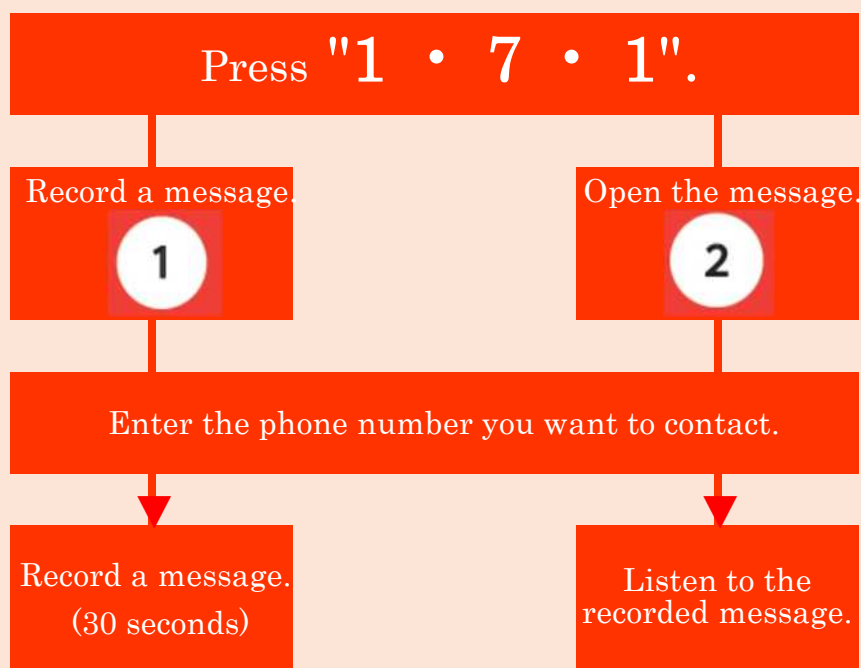 Press "1 ・ 7 ・ 1".
Record a message.
1
Open the message.
2
Enter the phone number you want to contact.
Record a message.
(30 seconds)
Listen to the
recorded message.